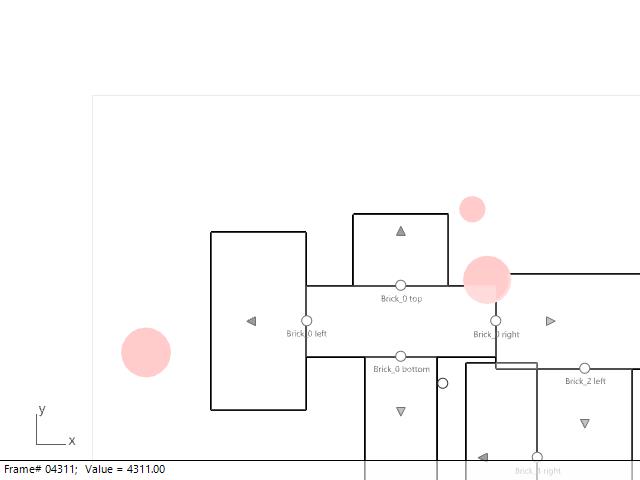 Brick_0 top
Brick_0 left
Brick_0 right
Brick_0 bottom
Brick_2 left
y
x
Brick_1 right
Frame# 04311; Value = 4311.00